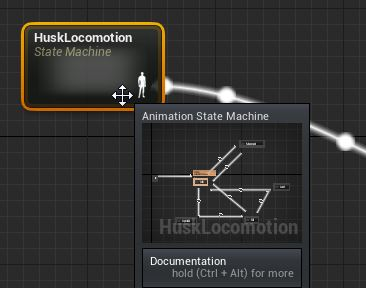 HuskLocomotion
State Machine
Animation State Machine
HuskLocomotion
Documentation
hold (Ctrl + Alt) for more